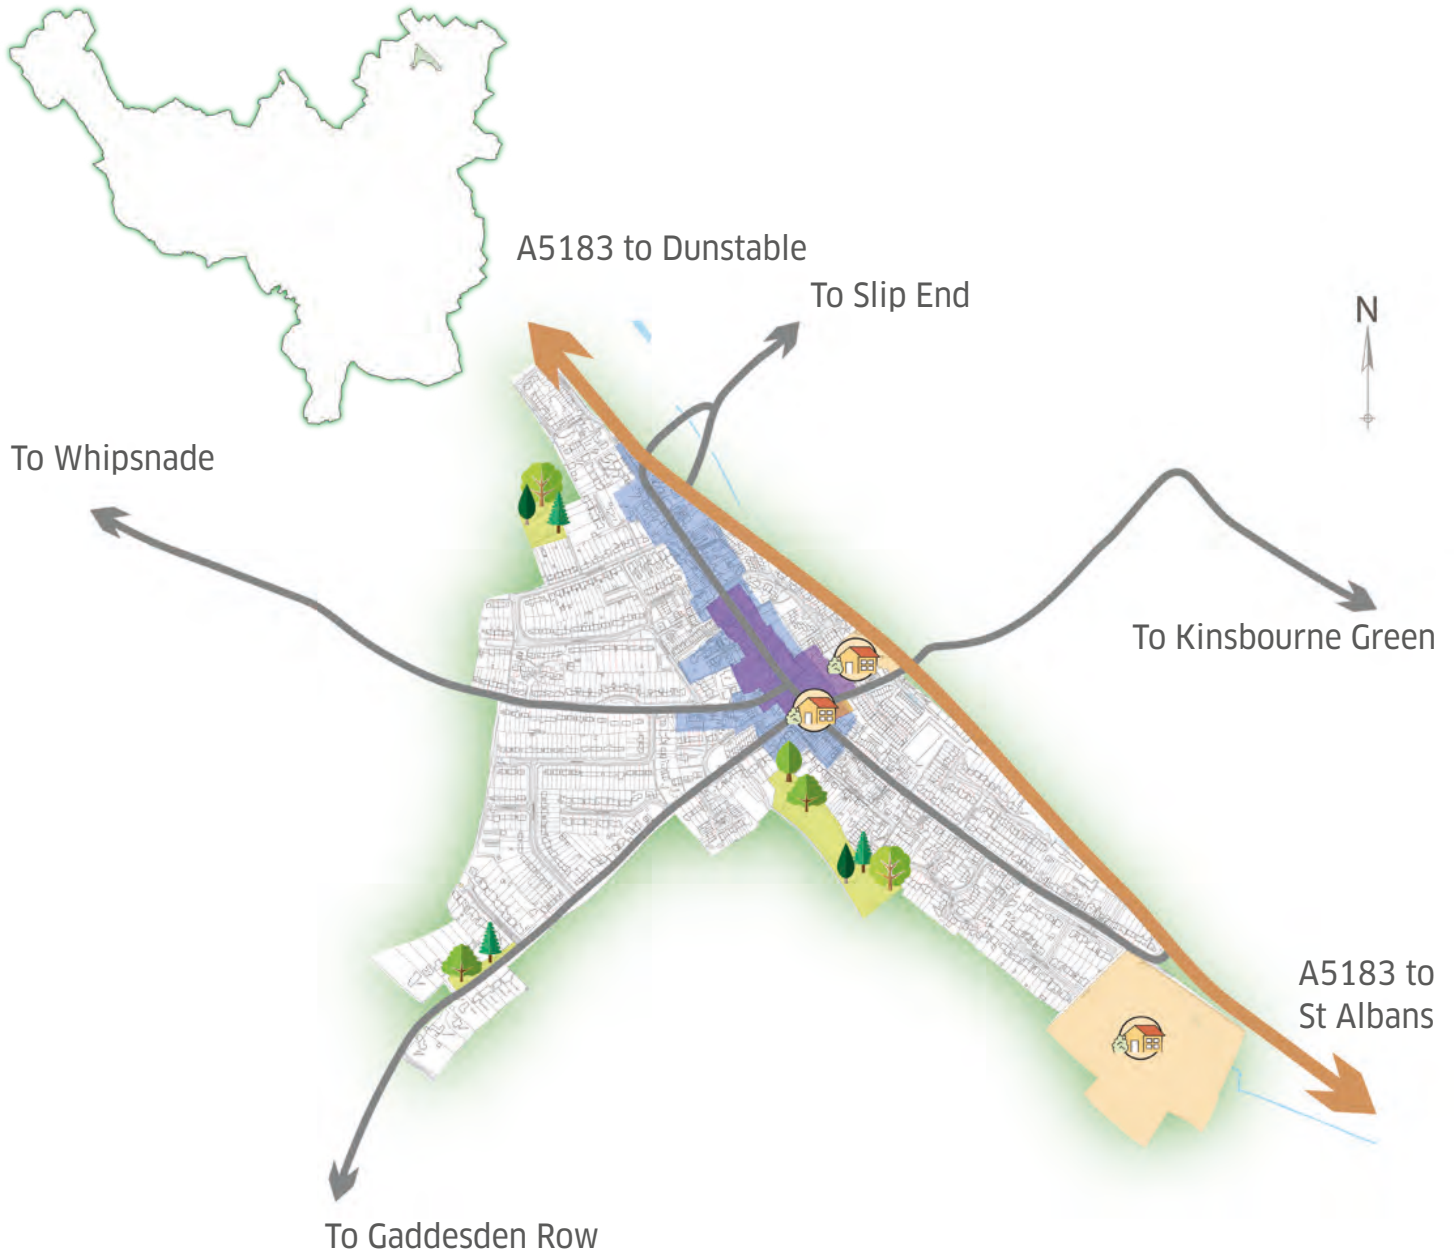 A5183 to Dunstable
To Slip End
N
To Whipsnade
To Kinsbourne Green
A5183 to
St Albans
To Gaddesden Row